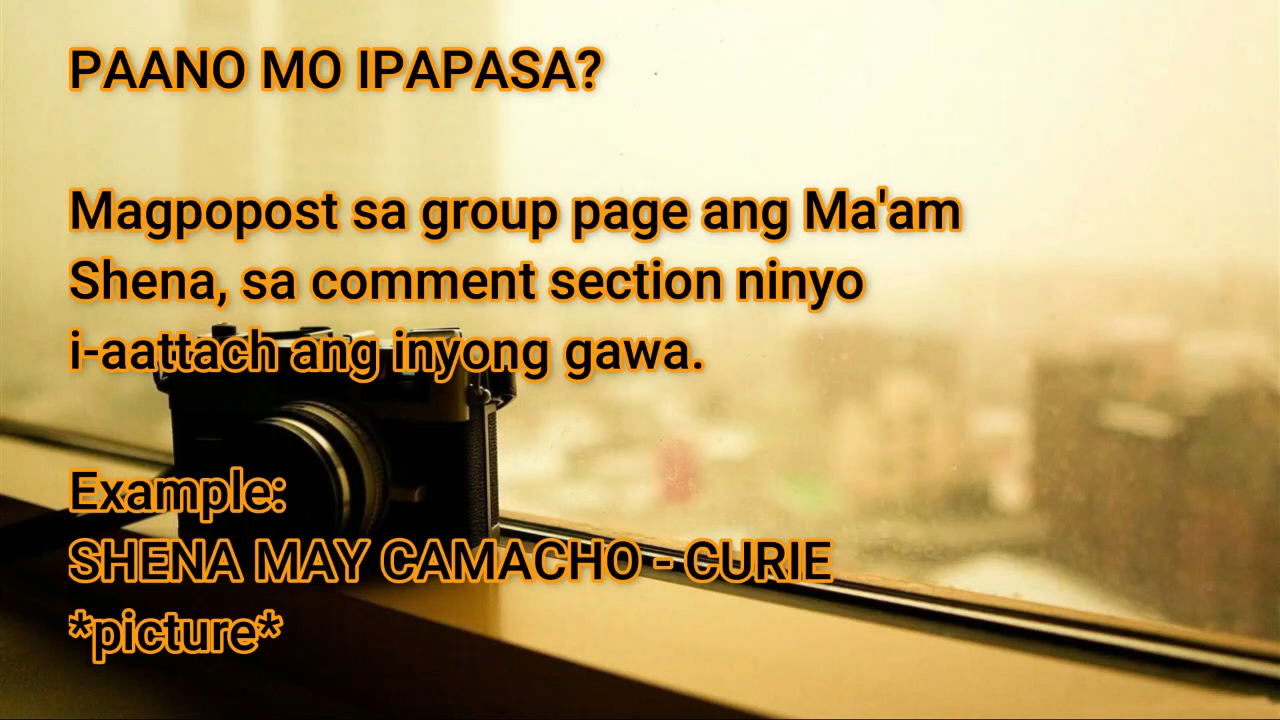 PAANO MO IPAPASA?
Magpopost sa group page ang Ma'am
Shena, sa comment section ninyo
i-aattach ang inyong gawa.
Example:
SHENA MAY CAMACHO - CURIE
*picture*